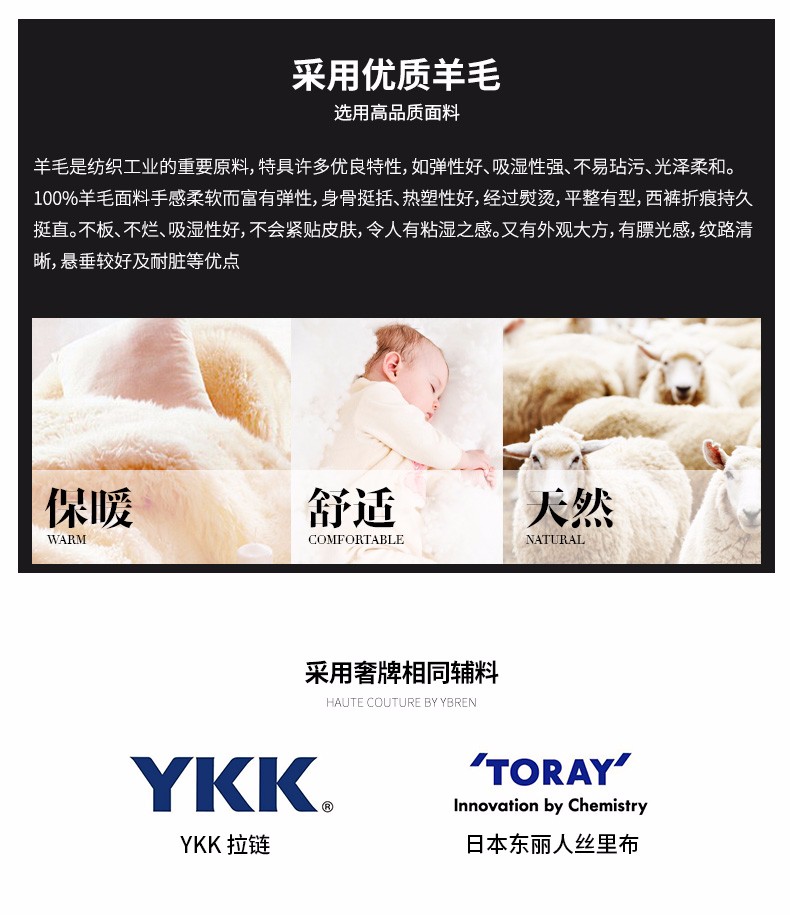 采用优质羊毛
选用高品质面料
羊毛是纺织工业的重要原料，特具许多优良特性，如弹性好、吸湿性强、不易玷污、光泽柔和。
100%羊毛面料手感柔软而富有弹性，身骨挺括、热塑性好，经过熨烫，平整有型，西裤折痕持久
挺直。不板、不烂、吸湿性好，不会紧贴皮肤，令人有粘湿之感。又有外观大方，有膘光感，纹路清
晰，悬垂较好及耐脏等优点
保暖
WARM
舒适
COMFORTABLE
天然
NATURAL
采用奢牌相同辅料
HAUTE COUTURE BY YBREN
YKK®
YKK 拉链
'TORAY'
Innovation by Chemistry
日本东丽人丝里布